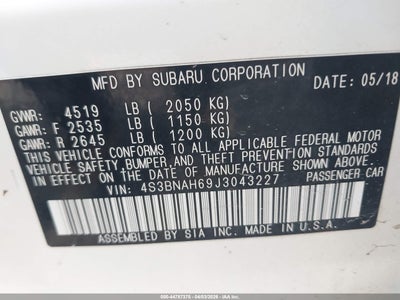 MFD BY SUBARU CORPORATION DATE: 05/18
GVWR: 4519 LB ( 2050 KG)
GAWR: F 2535 LB ( 1150 KG)
GAWR: R 2645 LB ( 1200 KG)
THIS VEHICLE CONFORMS TO ALL APPLICABLE FEDERAL MOTOR
VEHICLE SAFETY, BUMPER, AND THEFT PREVENTION STANDARDS
IN EFFECT ON THE DATE OF MANUFACTURE SHOWN ABOVE.
VIN: 4S3BNAH69J3043227 PASSENGER CAR
ASSEMBLED BY SIA INC. MADE IN U.S.A.